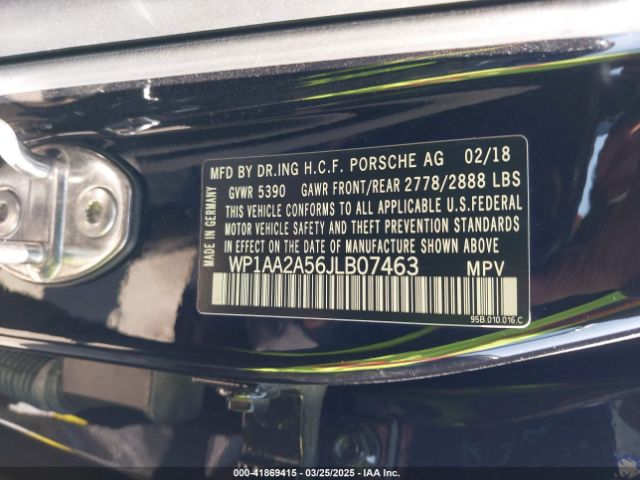 MFD BY DR.ING H.C.F. PORSCHE AG 02/18
GVWR 5390 GAWR FRONT/REAR 2778/2888 LBS
THIS VEHICLE CONFORMS TO ALL APPLICABLE U.S.FEDERAL
MOTOR VEHICLE SAFETY AND THEFT PREVENTION STANDARDS
IN EFFECT ON THE DATE OF MANUFACTURE SHOWN ABOVE
WP1AA2A56JLB07463 MPV
95B.010.016.C
MADE IN GERMANY
WW - 41869415 - 03/25/2025 - IAA Inc.